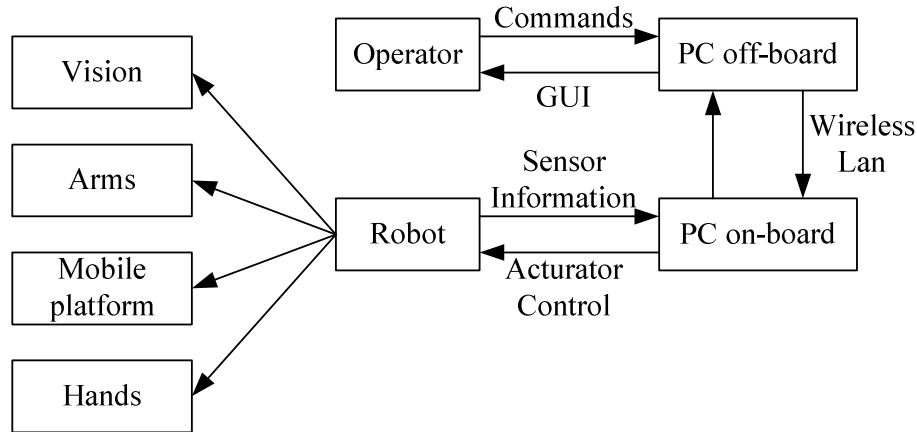 Commands
Vision
Operator
PC off-board
GUI
Wireless
Lan
Arms
Sensor
Information
Robot
PC on-board
Mobile
platform
Acturator
Control
Hands